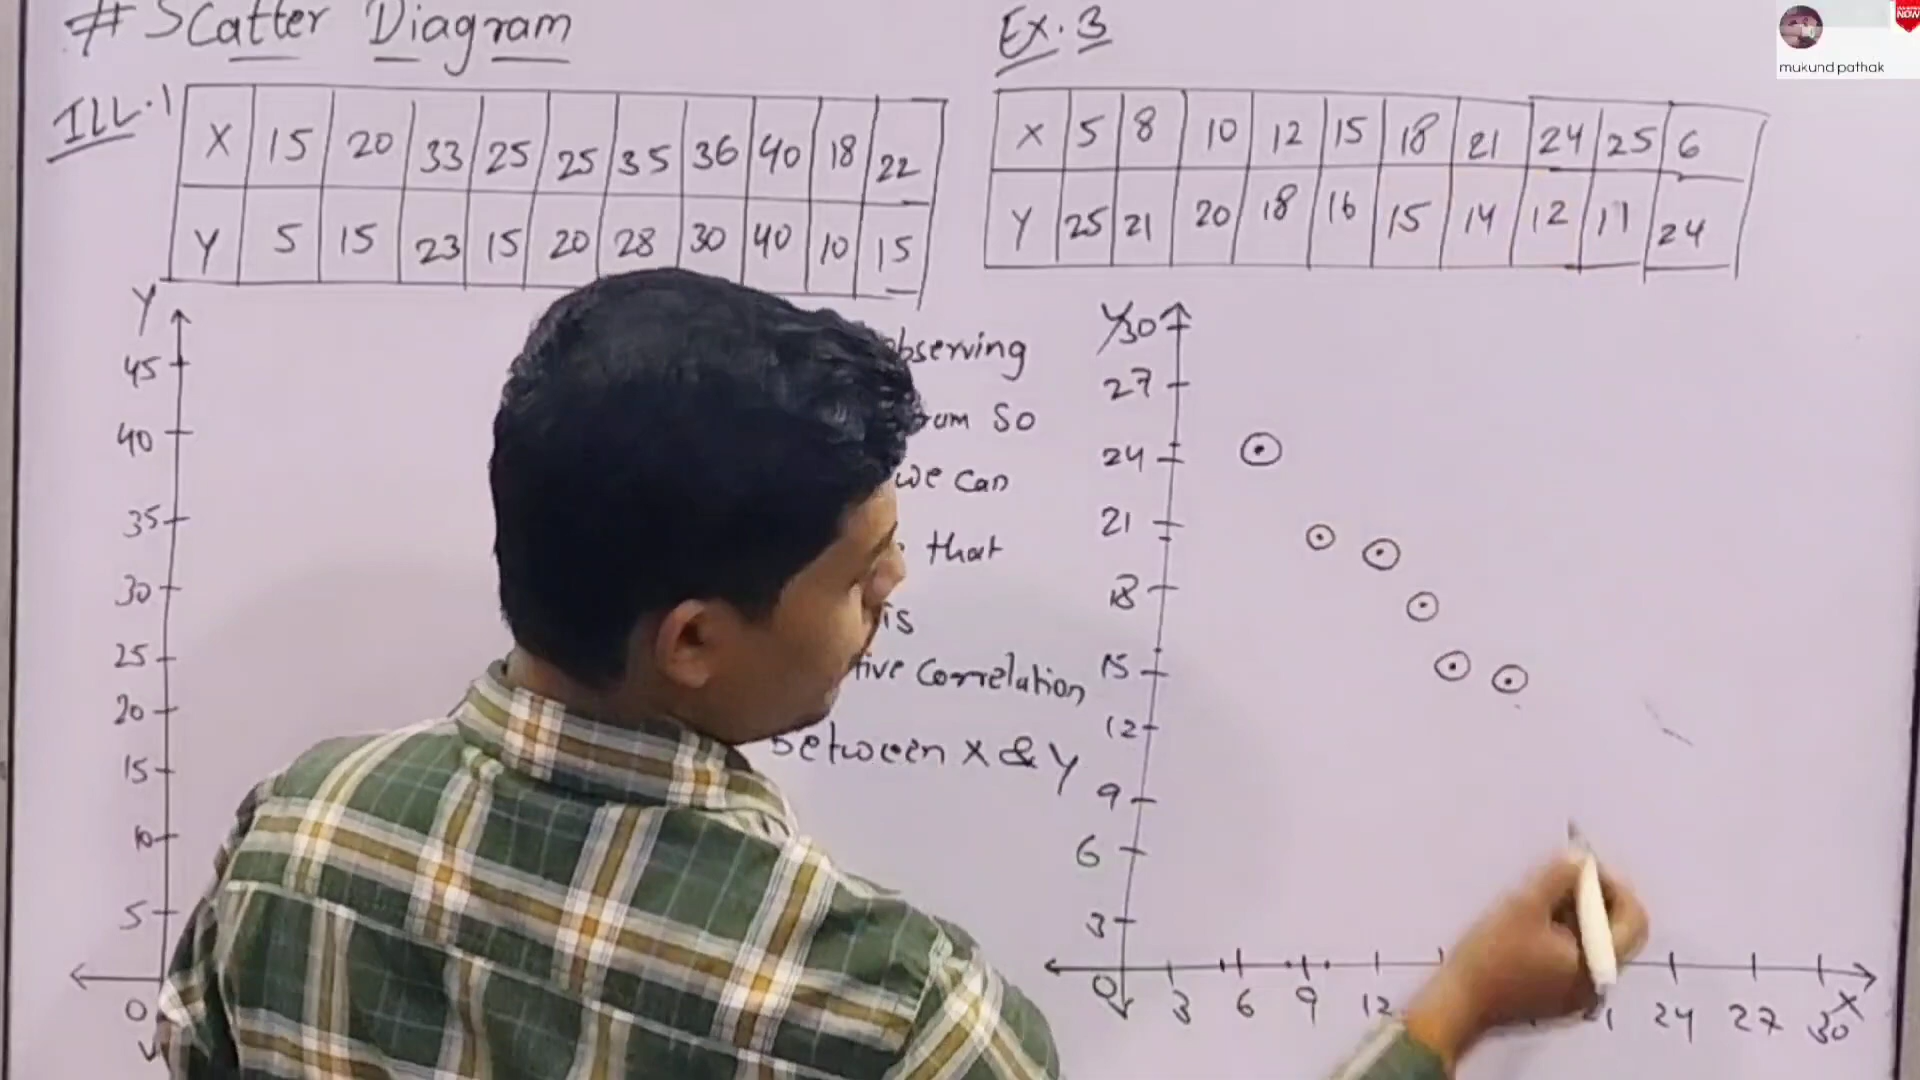 # Scatter Diagram
ILL.1
X 15 20 33 25 25 35 36 40 18 22
Y 5 15 23 15 20 28 30 40 10 15
Y
45
40
35
30
25
20
15
10
5
0
bserving
So
we can
that
is
tive Correlation
Between X & Y
Ex. 3
X 5 8 10 12 15 18 21 24 25 6
Y 25 21 20 18 16 15 14 12 11 24
Y
30
27
24
21
18
15
12
9
6
3
0 3 6 9 12 24 27 30 X
mukund pathak
NOW